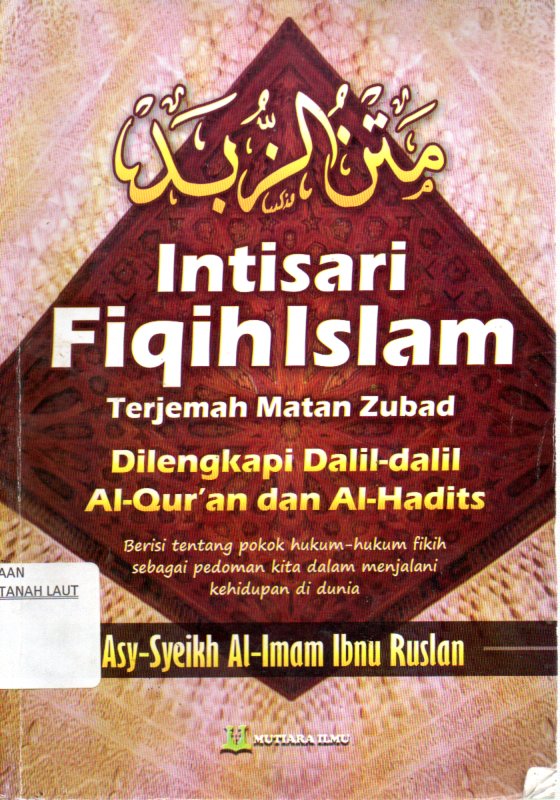 مَتْنُ الزُّبَدْ
Intisari
Fiqih Islam
Terjemah Matan Zubad
Dilengkapi Dalil-dalil
Al-Qur'an dan Al-Hadits
Berisi tentang pokok hukum-hukum fikih
sebagai pedoman kita dalam menjalani
kehidupan di dunia
AAN
TANAH LAUT
Asy-Syeikh Al-Imam Ibnu Ruslan
MUTIARA ILMU